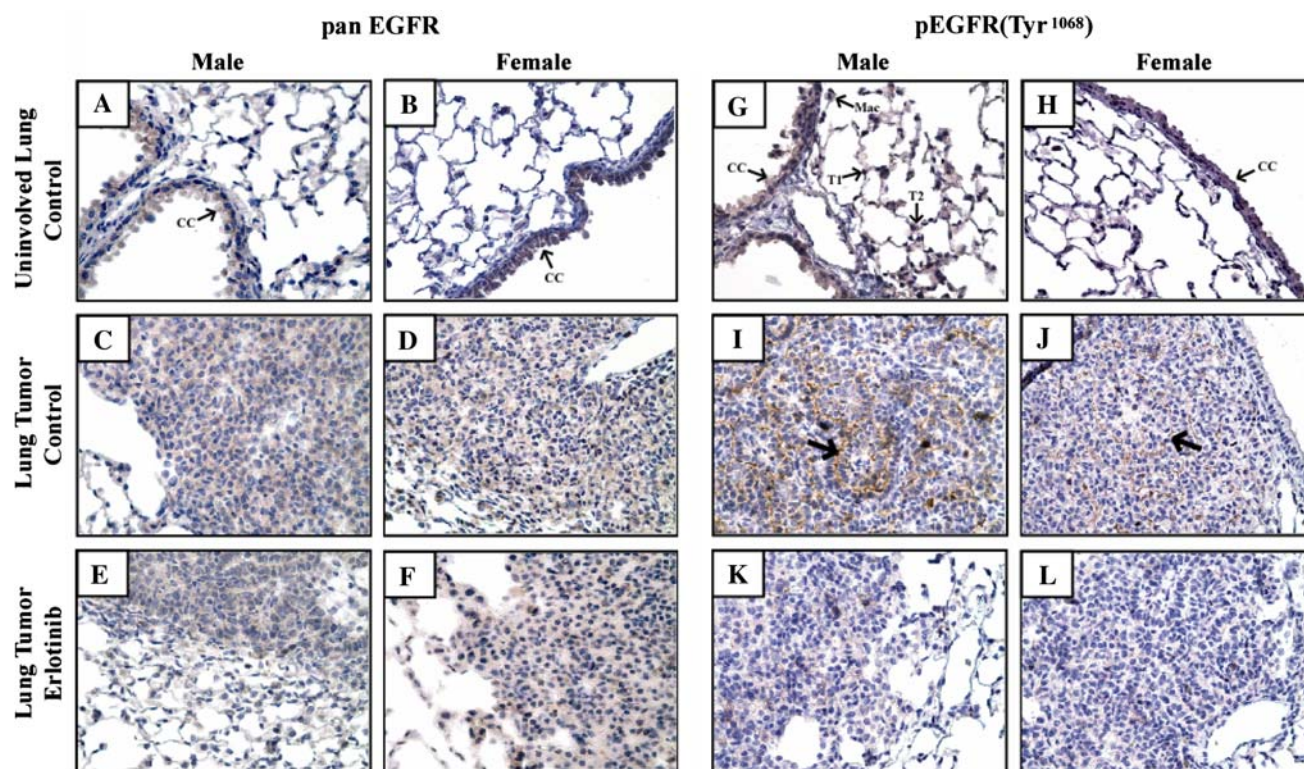 pan EGFR
pEGFR(Tyr 1068)
Male
Female
Male
Female
Uninvolved Lung
Control
A
CC
B
CC
G
Mac
CC
T1
T2
H
CC
Lung Tumor
Control
C
D
I
J
Lung Tumor
Erlotinib
E
F
K
L